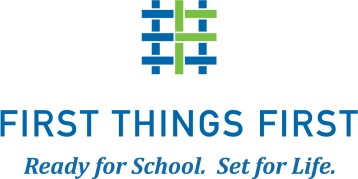 FIRST THINGS FIRST
Ready for School.  Set for Life.